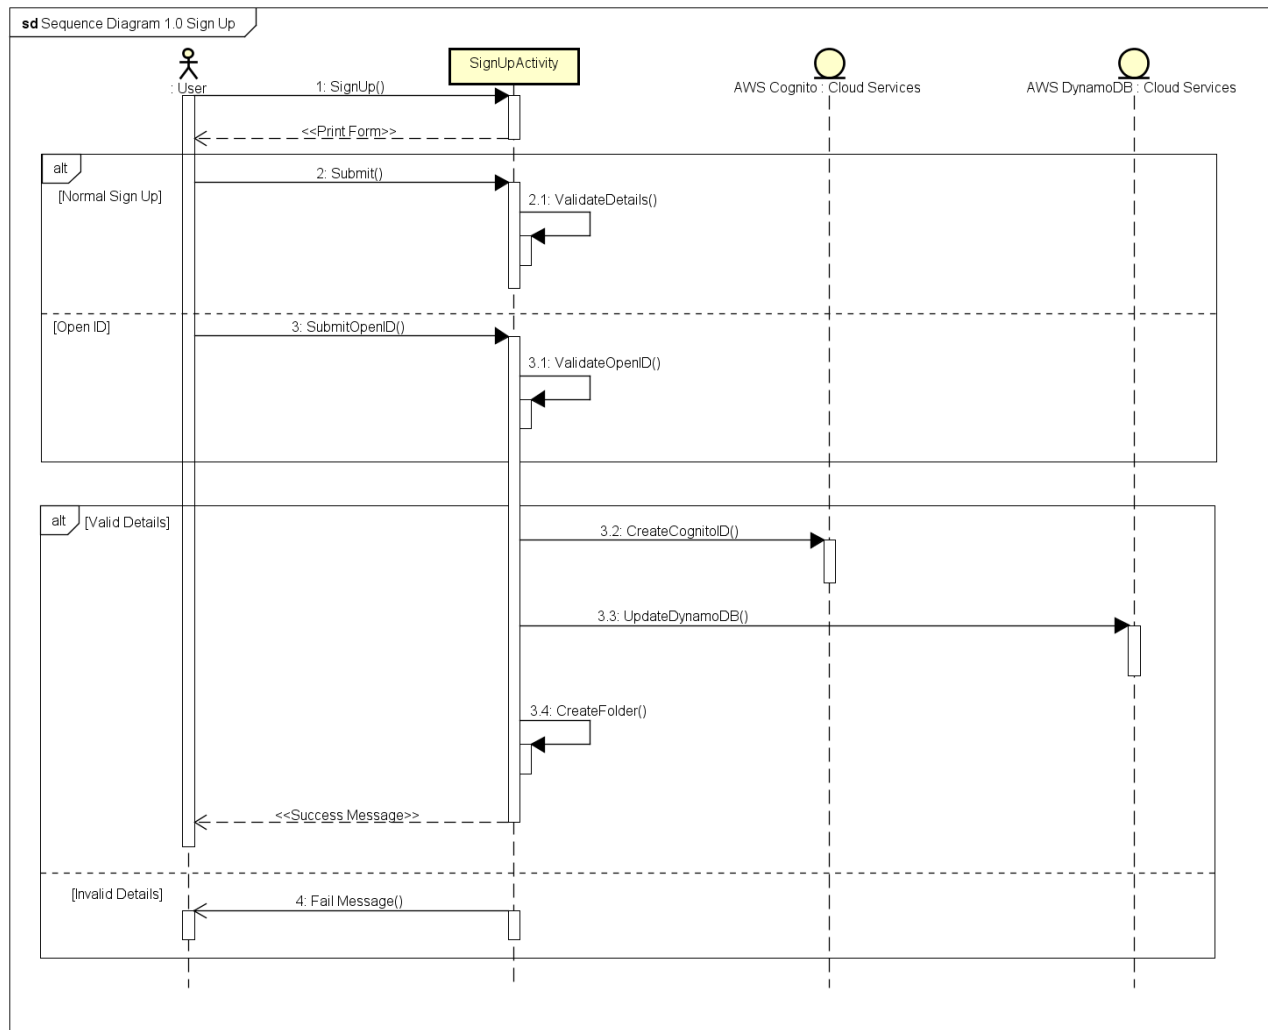 sd Sequence Diagram 1.0 Sign Up
SignUpActivity
: User
AWS Cognito : Cloud Services
AWS DynamoDB : Cloud Services
1: SignUp()
<<Print Form>>
alt
2: Submit()
[Normal Sign Up]
2.1: ValidateDetails()
[Open ID]
3: SubmitOpenID()
3.1: ValidateOpenID()
alt
[Valid Details]
3.2: CreateCognitoID()
3.3: UpdateDynamoDB()
3.4: CreateFolder()
<<Success Message>>
[Invalid Details]
4: Fail Message()